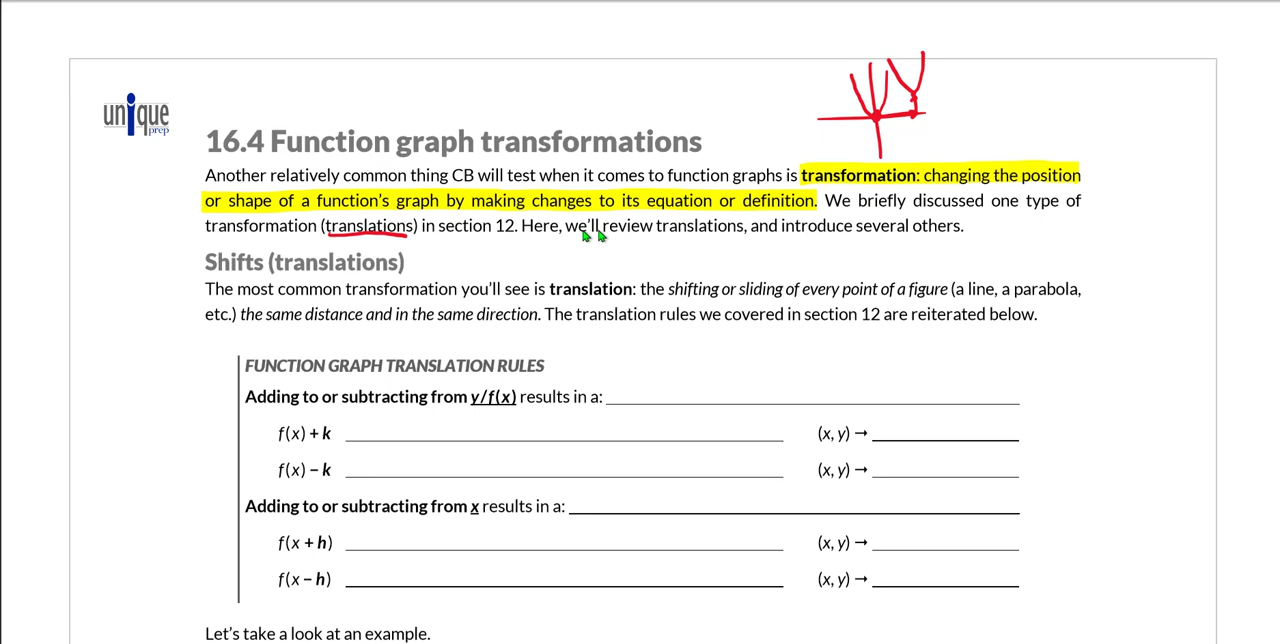 unique
prep
16.4 Function graph transformations
Another relatively common thing CB will test when it comes to function graphs is transformation: changing the position
or shape of a function's graph by making changes to its equation or definition. We briefly discussed one type of
transformation (translations) in section 12. Here, we'll review translations, and introduce several others.
Shifts (translations)
The most common transformation you'll see is translation: the shifting or sliding of every point of a figure (a line, a parabola,
etc.) the same distance and in the same direction. The translation rules we covered in section 12 are reiterated below.
FUNCTION GRAPH TRANSLATION RULES
Adding to or subtracting from y/f(x) results in a:
f(x) + k (x, y) →
f(x) – k (x, y) →
Adding to or subtracting from x results in a:
f(x + h) (x, y) →
f(x – h) (x, y) →
Let's take a look at an example.